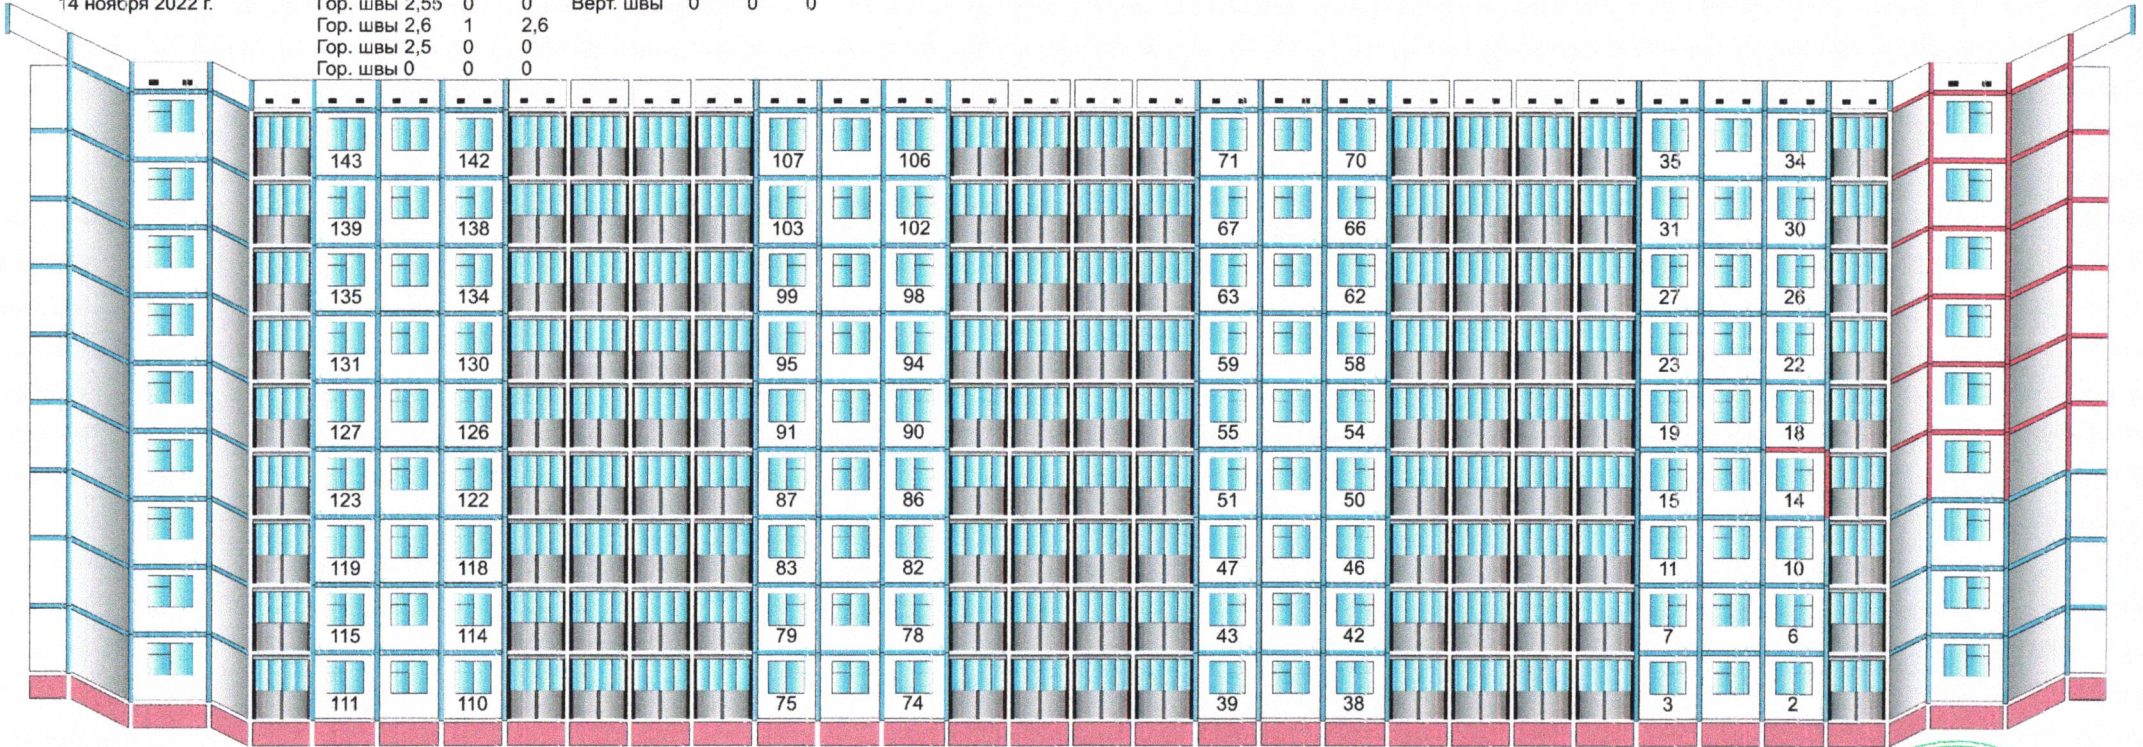 14 ноября 2022 г. Гор. швы 2,55 0 0 Верт. швы 0 0 0
Гор. швы 2,6 1 2,6
Гор. швы 2,5 0 0
Гор. швы 0 0 0
143 142 107 106 71 70 35 34
139 138 103 102 67 66 31 30
135 134 99 98 63 62 27 26
131 130 95 94 59 58 23 22
127 126 91 90 55 54 19 18
123 122 87 86 51 50 15 14
119 118 83 82 47 46 11 10
115 114 79 78 43 42 7 6
111 110 75 74 39 38 3 2